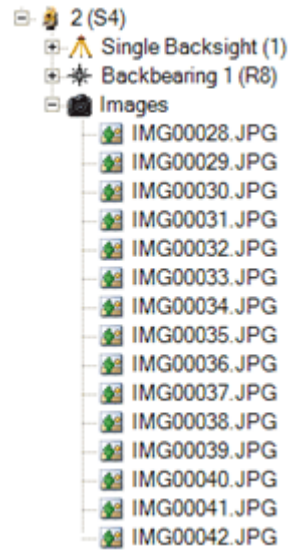 2 (S4)
Single Backsight (1)
Backbearing 1 (R8)
Images
IMG00028.JPG
IMG00029.JPG
IMG00030.JPG
IMG00031.JPG
IMG00032.JPG
IMG00033.JPG
IMG00034.JPG
IMG00035.JPG
IMG00036.JPG
IMG00037.JPG
IMG00038.JPG
IMG00039.JPG
IMG00040.JPG
IMG00041.JPG
IMG00042.JPG